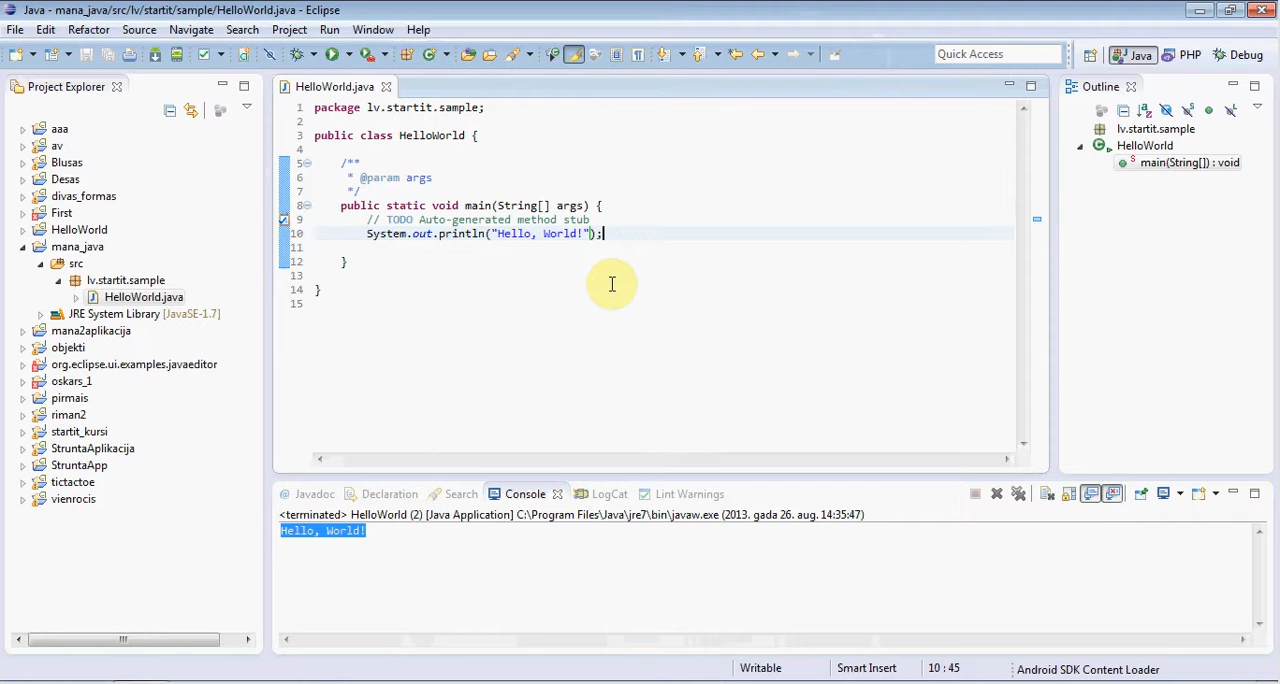 Java - mana_java/src/lv/startit/sample/HelloWorld.java - Eclipse
File Edit Refactor Source Navigate Search Project Run Window Help
Quick Access
Java PHP Debug
Project Explorer
aaa
av
Blusas
Desas
divas_formas
First
HelloWorld
mana_java
src
lv.startit.sample
HelloWorld.java
JRE System Library [JavaSE-1.7]
mana2aplikacija
objekti
org.eclipse.ui.examples.javaeditor
oskars_1
pirmais
riman2
startit_kursi
StruntaAplikacija
StruntaApp
tictactoe
vienrocis
HelloWorld.java
1 package lv.startit.sample;
2
3 public class HelloWorld {
4
5 /**
6 * @param args
7 */
8 public static void main(String[] args) {
9 // TODO Auto-generated method stub
10 System.out.println("Hello, World!");
11
12 }
13
14 }
15
Outline
lv.startit.sample
HelloWorld
main(String[]) : void
@ Javadoc Declaration Search Console LogCat Lint Warnings
<terminated> HelloWorld (2) [Java Application] C:\Program Files\Java\jre7\bin\javaw.exe (2013. gada 26. aug. 14:35:47)
Hello, World!
Writable Smart Insert 10 : 45 Android SDK Content Loader